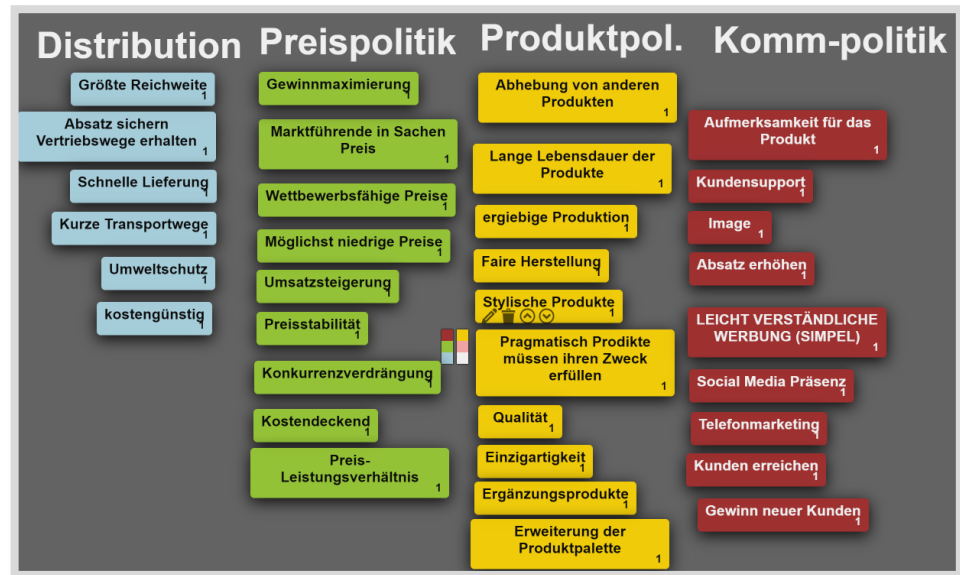 Distribution
Größte Reichweite
1
Absatz sichern
Vertriebswege erhalten
1
Schnelle Lieferung
1
Kurze Transportwege
1
Umweltschutz
1
kostengünstig
1
Preispolitik
Gewinnmaximierung
1
Marktführende in Sachen
Preis
1
Wettbewerbsfähige Preise
1
Möglichst niedrige Preise
1
Umsatzsteigerung
1
Preisstabilität
1
Konkurrenzverdrängung
1
Kostendeckend
1
Preis-
Leistungsverhältnis
1
Produktpol.
Abhebung von anderen
Produkten
1
Lange Lebensdauer der
Produkte
1
ergiebige Produktion
1
Faire Herstellung
1
Stylische Produkte
1
Pragmatisch Prodikte
müssen ihren Zweck
erfüllen
1
Qualität
1
Einzigartigkeit
1
Ergänzungsprodukte
1
Erweiterung der
Produktpalette
1
Komm-politik
Aufmerksamkeit für das
Produkt
1
Kundensupport
1
Image
1
Absatz erhöhen
1
LEICHT VERSTÄNDLICHE
WERBUNG (SIMPEL)
1
Social Media Präsenz
1
Telefonmarketing
1
Kunden erreichen
1
Gewinn neuer Kunden
1